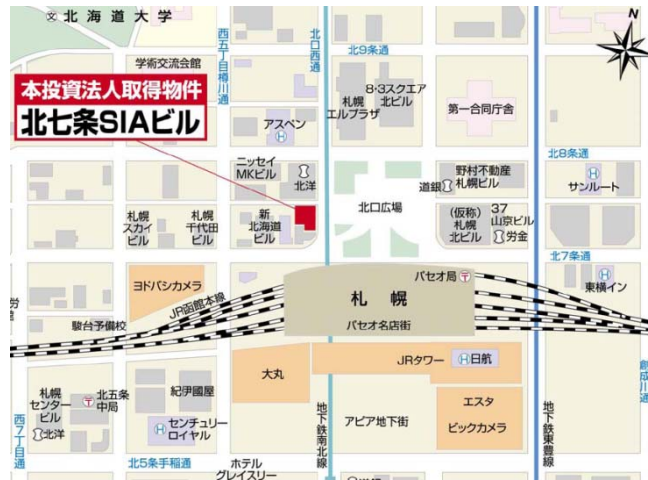 北海道大学
学術交流会館
西五丁目樽川通
北口西通
北9条通
N
本投資法人取得物件
北七条SIAビル
アスペン
札幌
エルプラザ
8・3スクエア
北ビル
第一合同庁舎
北8条通
ニッセイ
MKビル
北洋
道銀
野村不動産
札幌ビル
サンルート
札幌
スカイ
ビル
札幌
千代田
ビル
新
北海道
ビル
北口広場
(仮称)
札幌
北ビル
37
山京ビル
労金
北7条通
ヨドバシカメラ
JR函館本線
パセオ局
札幌
東横イン
労金
駿台予備校
パセオ名店街
JRタワー
日航
大丸
創成川通
札幌
センター
ビル
北五条
中局
紀伊國屋
エスタ
ビックカメラ
北洋
センチュリー
ロイヤル
アピア地下街
地下鉄南北線
地下鉄東豊線
西7丁目通
北5条手稲通
ホテル
グレイスリー